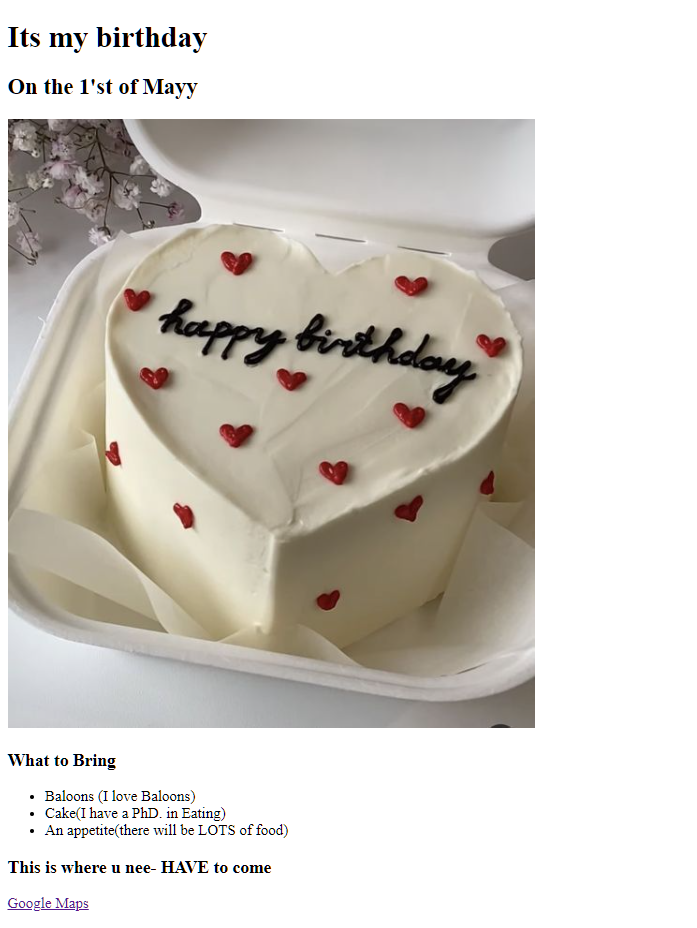 Its my birthday
On the 1'st of Mayy
happy birthday
What to Bring
Baloons (I love Baloons)
Cake(I have a PhD. in Eating)
An appetite(there will be LOTS of food)
This is where u nee- HAVE to come
Google Maps